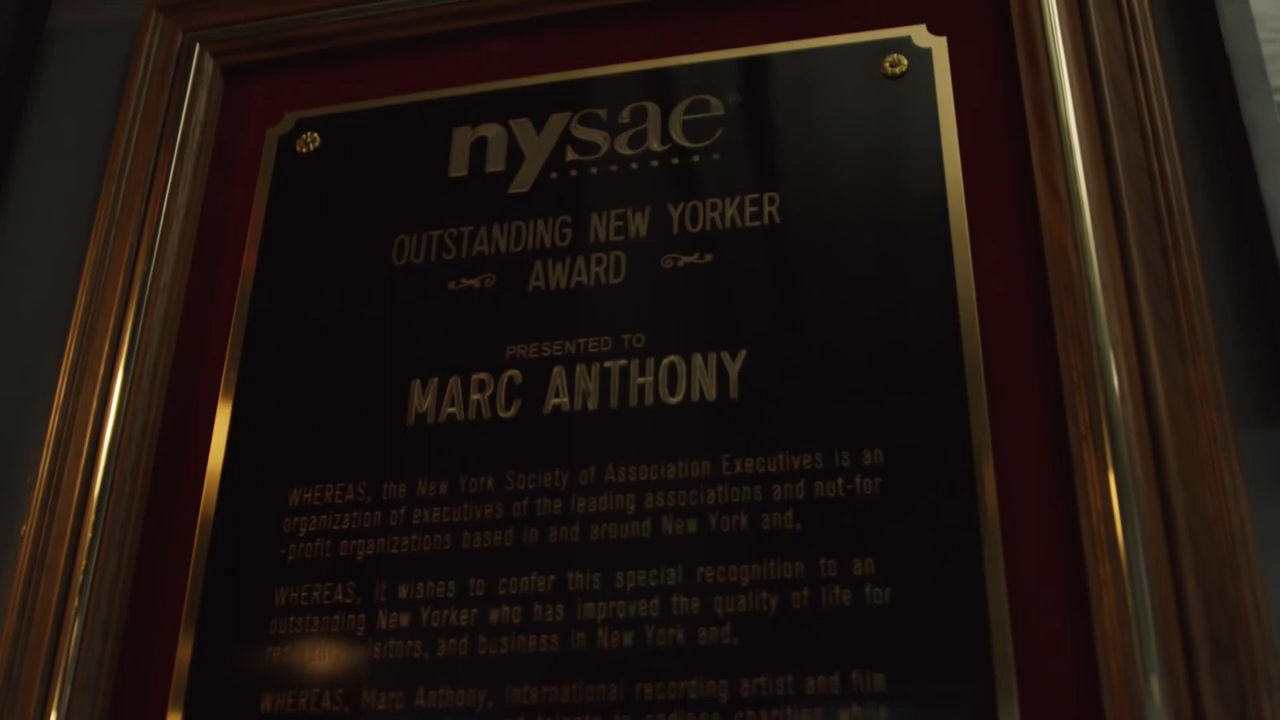 nysae
OUTSTANDING NEW YORKER
AWARD
PRESENTED TO
MARC ANTHONY
WHEREAS, the New York Society of Association Executives is an
organization of executives of the leading associations and not-for
-profit organizations based in and around New York and,
WHEREAS, it wishes to confer this special recognition to an
outstanding New Yorker who has improved the quality of life for
and business in New York and,
WHEREAS, Marc Anthony, international recording artist and film